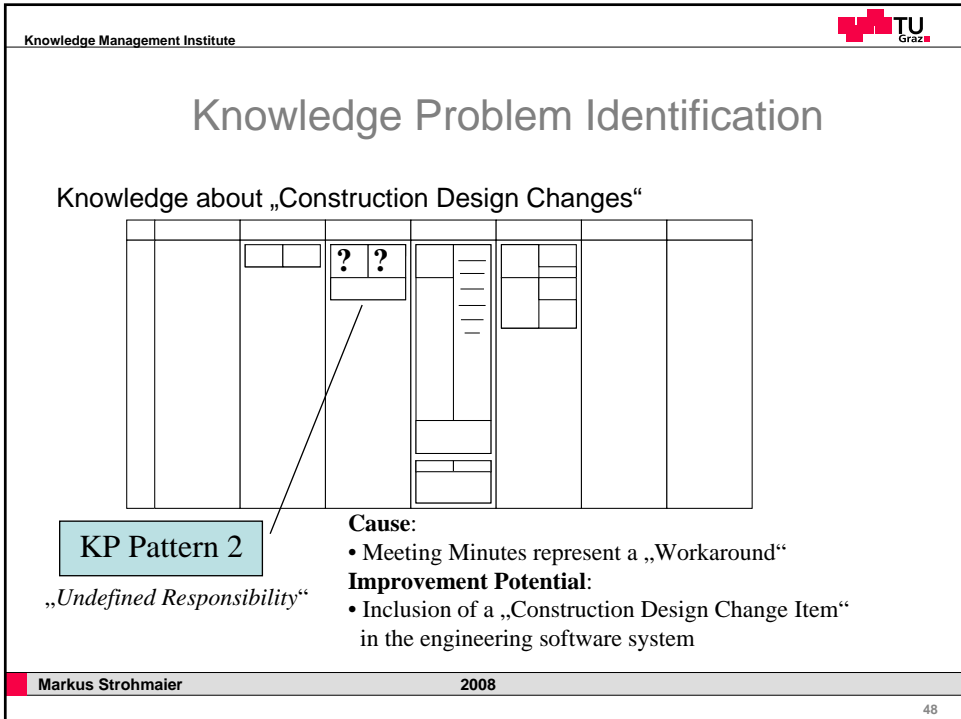 Knowledge Management Institute
TU
Graz
Knowledge Problem Identification
Knowledge about „Construction Design Changes“
? ?
KP Pattern 2
„Undefined Responsibility“
Cause:
• Meeting Minutes represent a „Workaround“
Improvement Potential:
• Inclusion of a „Construction Design Change Item“
in the engineering software system
Markus Strohmaier 2008
48